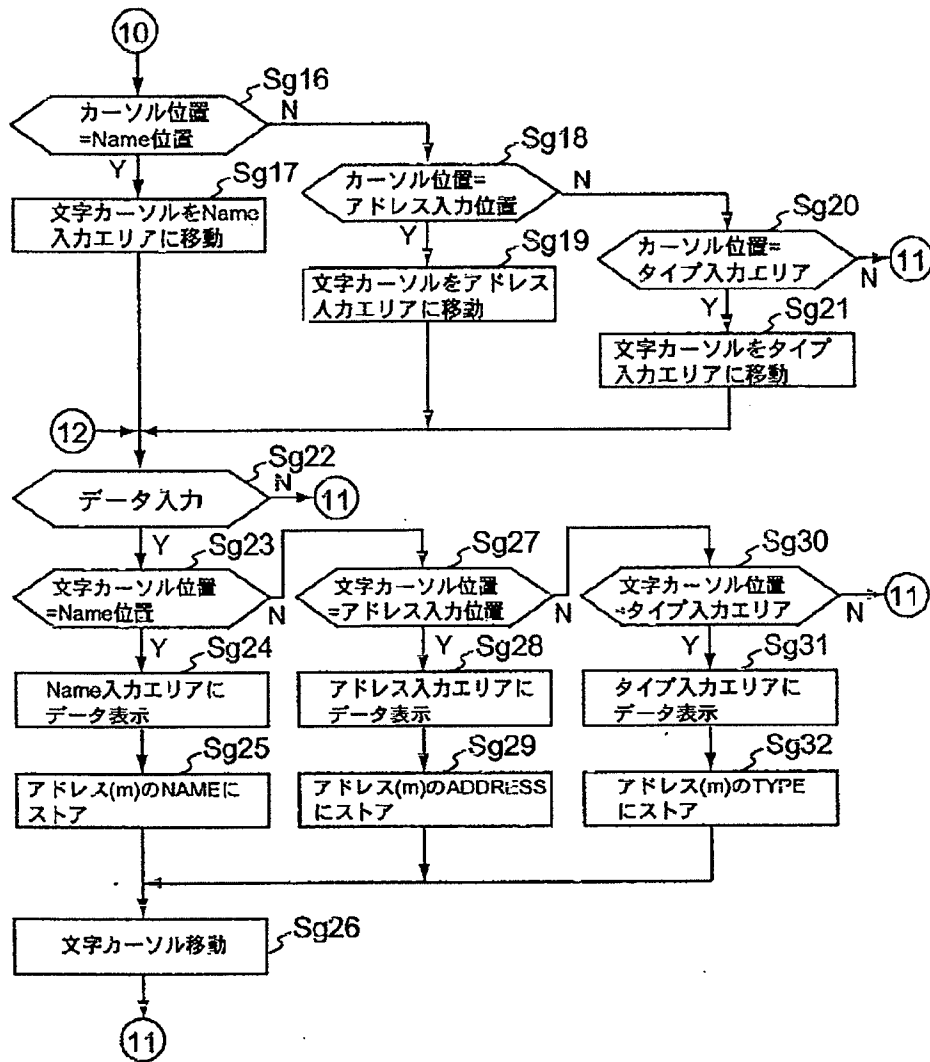 10
Sg16
カーソル位置
=Name位置
N
Y
Sg17
文字カーソルをName
入力エリアに移動
Sg18
カーソル位置=
アドレス入力位置
N
Y
Sg19
文字カーソルをアドレス
入力エリアに移動
Sg20
カーソル位置=
タイプ入力エリア
N
11
Y
Sg21
文字カーソルをタイプ
入力エリアに移動
12
Sg22
データ入力
N
11
Y
Sg23
文字カーソル位置
=Name位置
N
Y
Sg24
Name入力エリアに
データ表示
Sg25
アドレス(m)のNAMEに
ストア
Sg27
文字カーソル位置
=アドレス入力位置
N
Y
Sg28
アドレス入力エリアに
データ表示
Sg29
アドレス(m)のADDRESS
にストア
Sg30
文字カーソル位置
=タイプ入力エリア
N
11
Y
Sg31
タイプ入力エリアに
データ表示
Sg32
アドレス(m)のTYPE
にストア
文字カーソル移動
Sg26
11